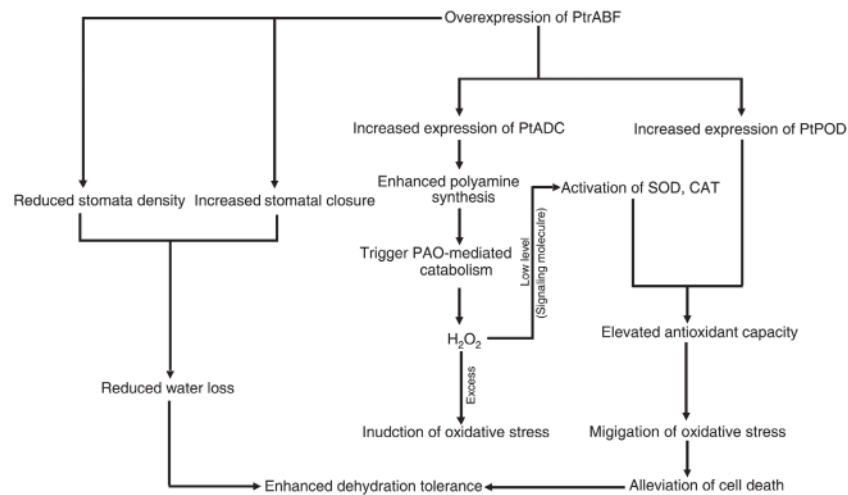 Overexpression of PtrABF
Increased expression of PtADC
Increased expression of PtPOD
Reduced stomata density
Increased stomatal closure
Enhanced polyamine
synthesis
Activation of SOD, CAT
Trigger PAO-mediated
catabolism
Low level
(Signaling moleculre)
H₂O₂
Elevated antioxidant capacity
Excess
Reduced water loss
Inudction of oxidative stress
Migigation of oxidative stress
Enhanced dehydration tolerance
Alleviation of cell death